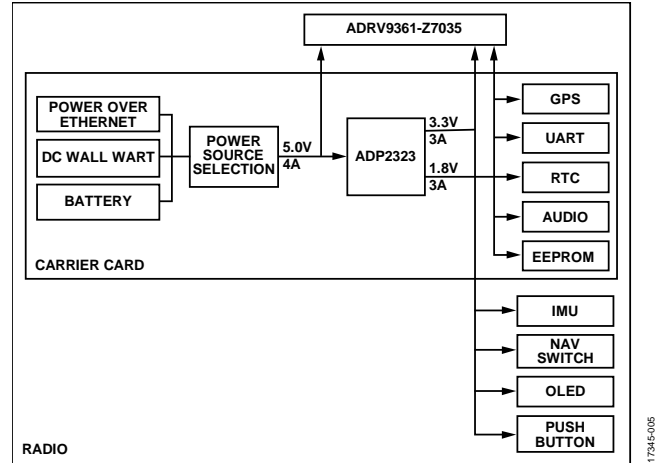 ADRV9361-Z7035
POWER OVER
ETHERNET
DC WALL WART
BATTERY
POWER
SOURCE
SELECTION
5.0V
4A
ADP2323
3.3V
3A
1.8V
3A
GPS
UART
RTC
AUDIO
EEPROM
CARRIER CARD
IMU
NAV
SWITCH
OLED
PUSH
BUTTON
RADIO
17345-005